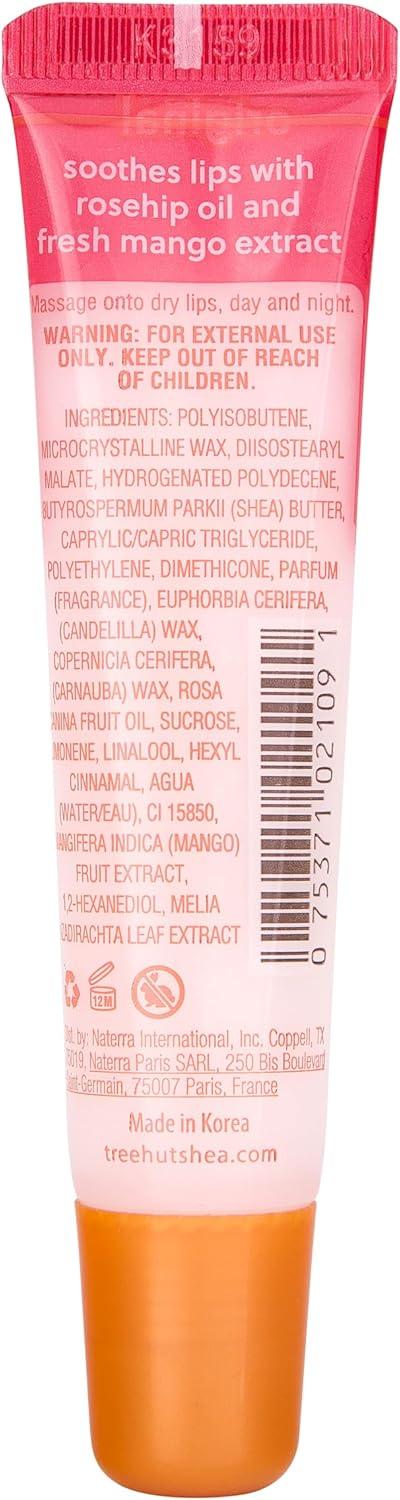 K3159
original
soothes lips with
rosehip oil and
fresh mango extract
Massage onto dry lips, day and night.
WARNING: FOR EXTERNAL USE
ONLY. KEEP OUT OF REACH
OF CHILDREN.
INGREDIENTS: POLYISOBUTENE,
MICROCRYSTALLINE WAX, DIISOSTEARYL
MALATE, HYDROGENATED POLYDECENE,
BUTYROSPERMUM PARKII (SHEA) BUTTER,
CAPRYLIC/CAPRIC TRIGLYCERIDE,
POLYETHYLENE, DIMETHICONE, PARFUM
(FRAGRANCE), EUPHORBIA CERIFERA,
(CANDELILLA) WAX,
COPERNICIA CERIFERA,
(CARNAUBA) WAX, ROSA
CANINA FRUIT OIL, SUCROSE,
LIMONENE, LINALOOL, HEXYL
CINNAMAL, AGUA
(WATER/EAU), CI 15850,
MANGIFERA INDICA (MANGO)
FRUIT EXTRACT,
1,2-HEXANEDIOL, MELIA
AZADIRACHTA LEAF EXTRACT
0 75371 02109 1
12M
Dist. by: Naterra International, Inc. Coppell, TX
75019, Naterra Paris SARL, 250 Bis Boulevard
Saint-Germain, 75007 Paris, France
Made in Korea
treehutshea.com